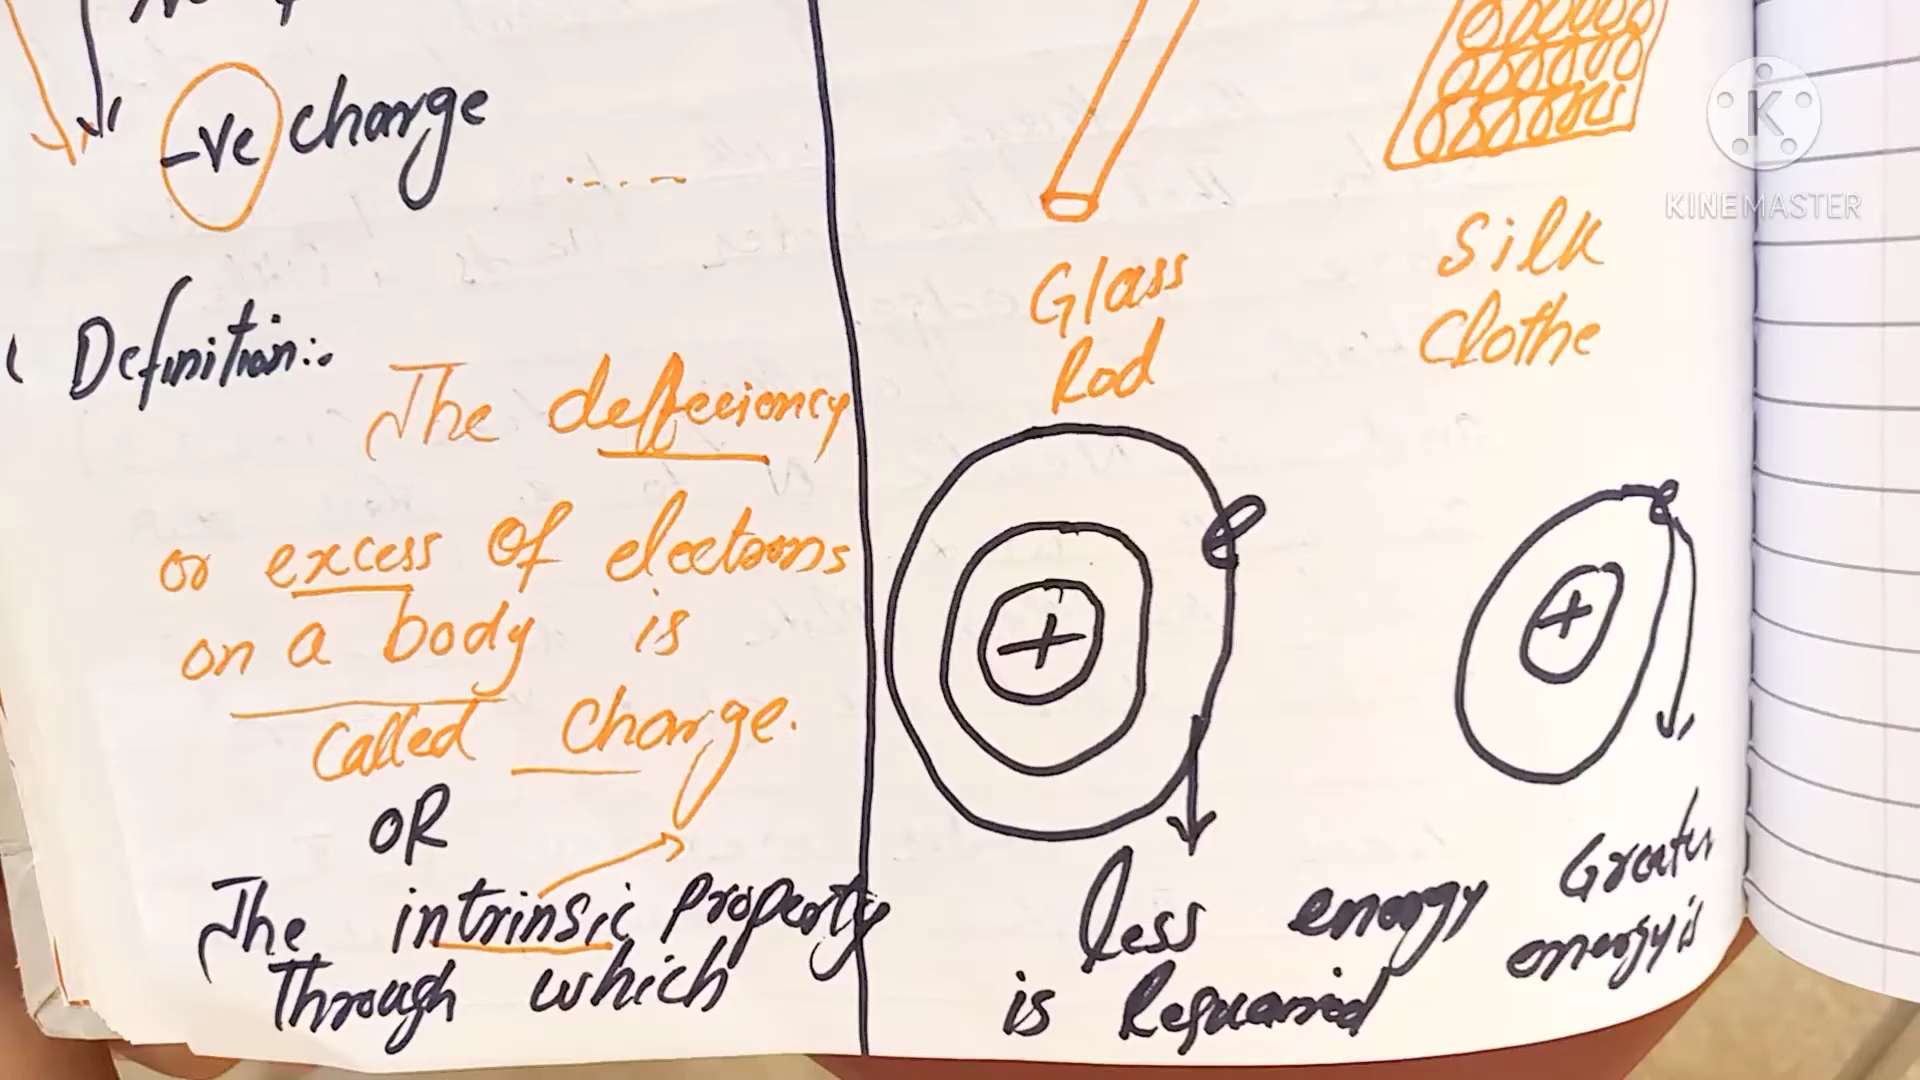 -ve charge
Definition:.
The deffeciency
or excess of electrons
on a body is
called charge.
OR
The intrinsic property
Through which
Glass
Rod
Silk
Clothe
+
+
less energy
is Requaried
Greater
energy is
K
KINEMASTER